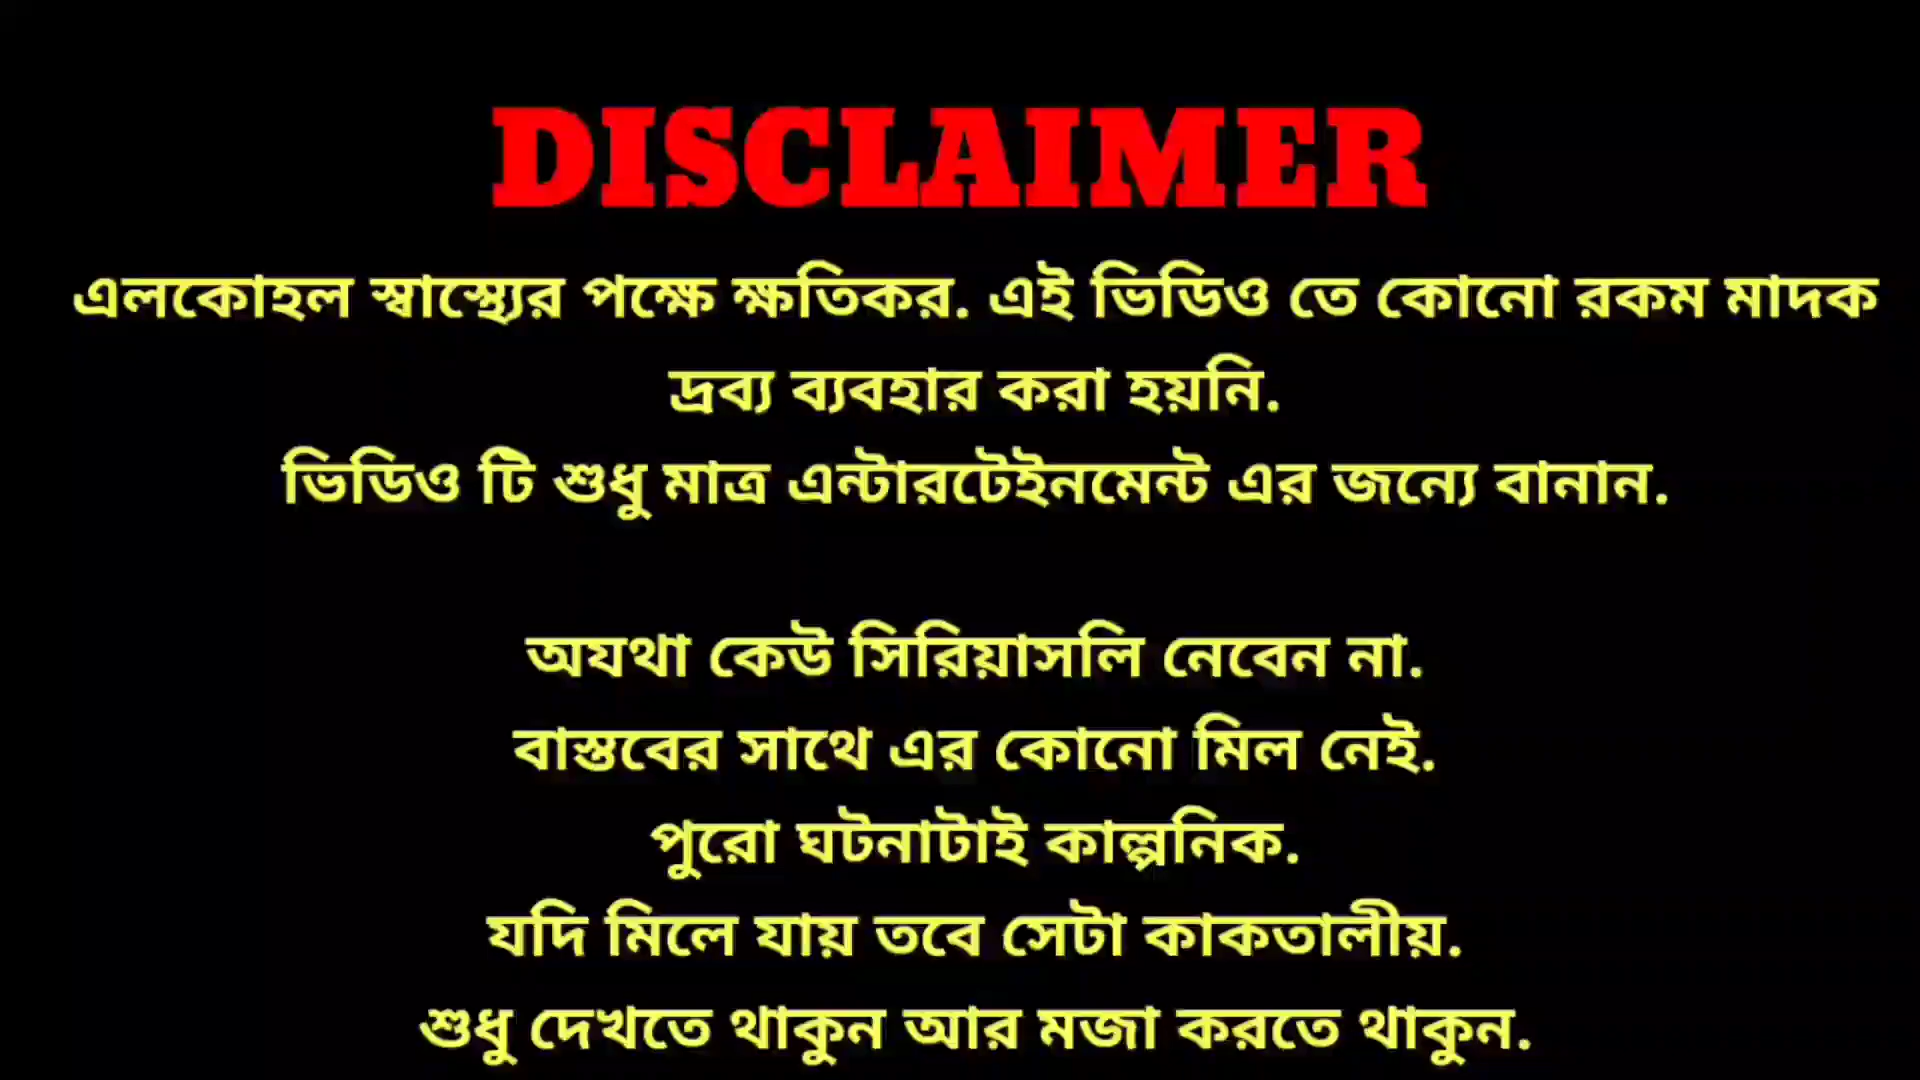 DISCLAIMER
এলকোহল স্বাস্থ্যের পক্ষে ক্ষতিকর. এই ভিডিও তে কোনো রকম মাদক
দ্রব্য ব্যবহার করা হয়নি.
ভিডিও টি শুধু মাত্র এন্টারটেইনমেন্ট এর জন্যে বানান.
অযথা কেউ সিরিয়াসলি নেবেন না.
বাস্তবের সাথে এর কোনো মিল নেই.
পুরো ঘটনাটাই কাল্পনিক.
যদি মিলে যায় তবে সেটা কাকতালীয়.
শুধু দেখতে থাকুন আর মজা করতে থাকুন.